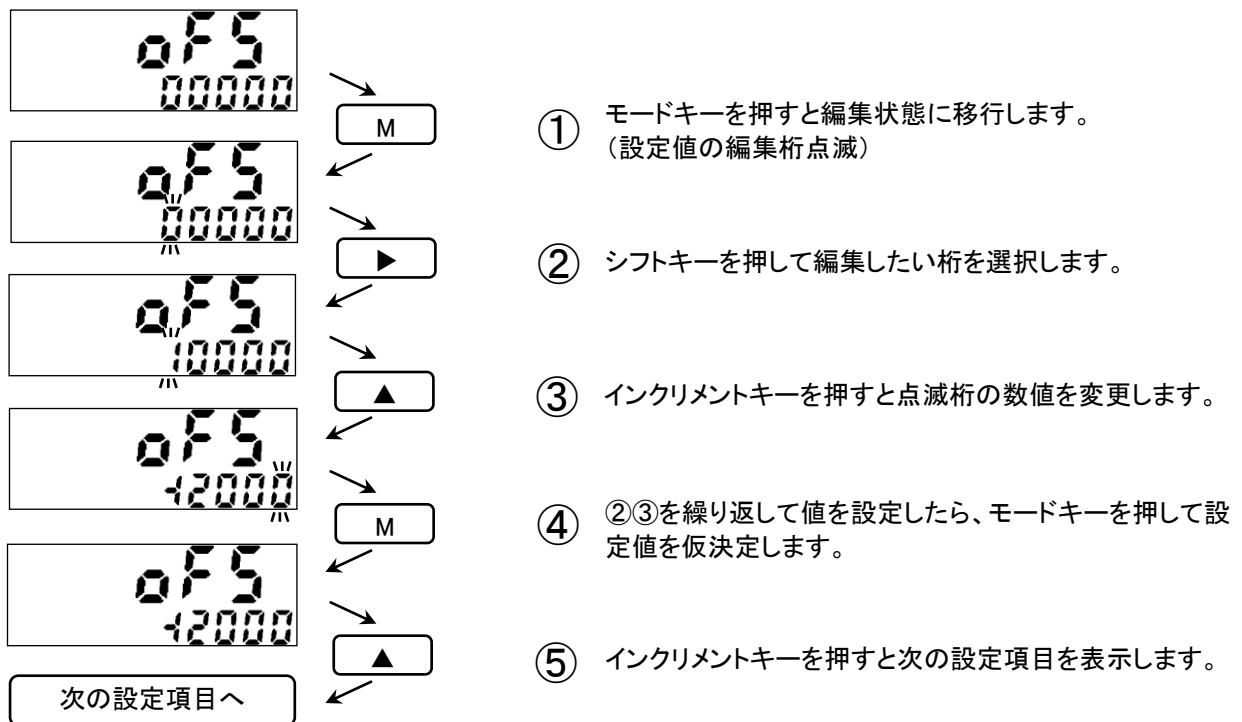 oFS
00000
M
① モードキーを押すと編集状態に移行します。
（設定値の編集桁点滅）
oFS
00000
▶
② シフトキーを押して編集したい桁を選択します。
oFS
10000
▲
③ インクリメントキーを押すと点滅桁の数値を変更します。
oFS
-12000
M
④ ②③を繰り返して値を設定したら、モードキーを押して設
定値を仮決定します。
oFS
-12000
▲
⑤ インクリメントキーを押すと次の設定項目を表示します。
次の設定項目へ